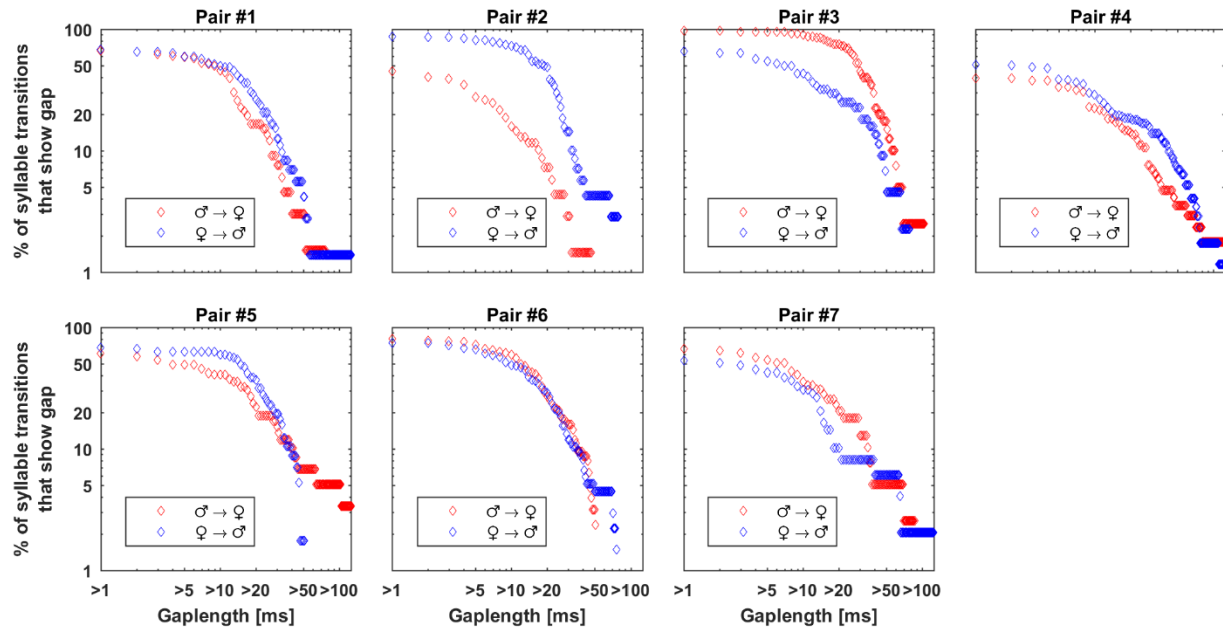 Pair #1
Pair #2
Pair #3
Pair #4
% of syllable transitions
that show gap
100
50
20
10
5
1
♂ → ♀
♀ → ♂
♂ → ♀
♀ → ♂
♂ → ♀
♀ → ♂
♂ → ♀
♀ → ♂
Pair #5
Pair #6
Pair #7
% of syllable transitions
that show gap
100
50
20
10
5
1
♂ → ♀
♀ → ♂
♂ → ♀
♀ → ♂
♂ → ♀
♀ → ♂
>1 >5 >10 >20 >50 >100
>1 >5 >10 >20 >50 >100
>1 >5 >10 >20 >50 >100
Gaplength [ms]
Gaplength [ms]
Gaplength [ms]